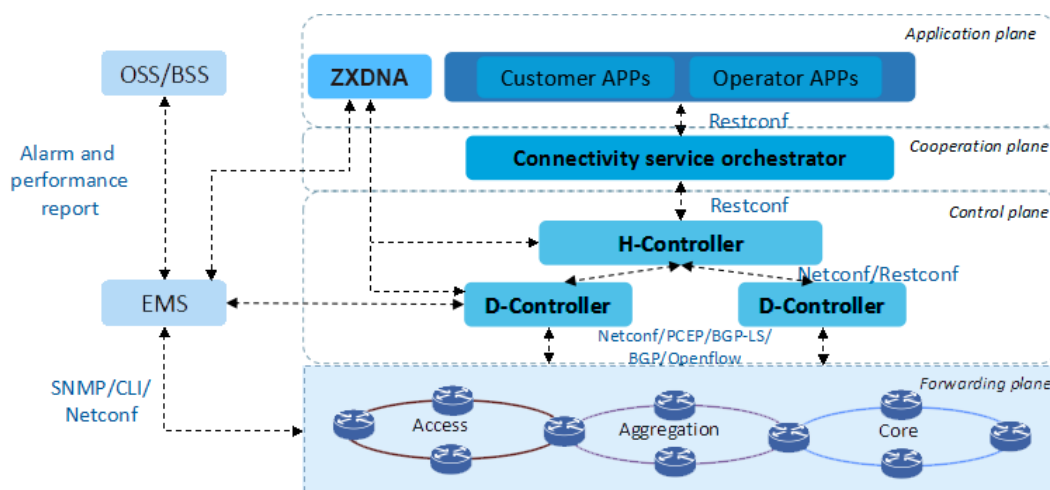 Application plane
OSS/BSS
ZXDNA
Customer APPs
Operator APPs
Restconf
Alarm and
performance
report
Cooperation plane
Connectivity service orchestrator
Restconf
Control plane
H-Controller
Netconf/Restconf
EMS
D-Controller
D-Controller
Netconf/PCEP/BGP-LS/
BGP/Openflow
SNMP/CLI/
Netconf
Forwarding plane
Access
Aggregation
Core